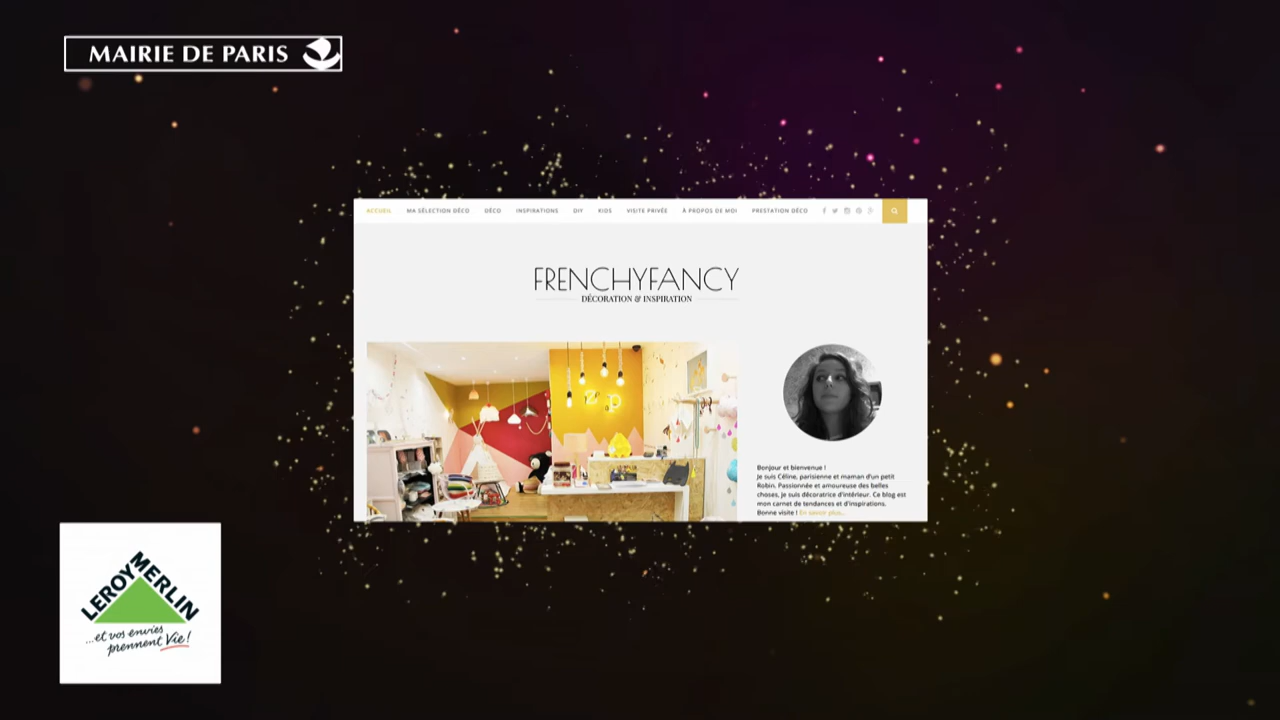 MAIRIE DE PARIS
ACCUEIL MA SÉLECTION DÉCO DÉCO INSPIRATIONS DIY KIDS VISITE PRIVÉE À PROPOS DE MOI PRESTATION DÉCO
FRENCHYFANCY
DÉCORATION & INSPIRATION
Bonjour et bienvenue !
Je suis Céline, parisienne et maman d'un petit
Robin. Passionnée et amoureuse des belles
choses, je suis décoratrice d'intérieur. Ce blog est
mon carnet de tendances et d'inspirations.
Bonne visite ! En savoir plus...
LEROY MERLIN
...et vos envies
prennent Vie !